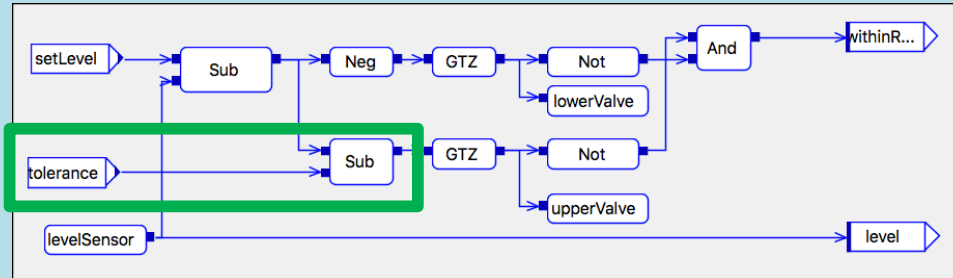 setLevel
Sub
Neg
GTZ
Not
And
withinR...
lowerValve
tolerance
Sub
GTZ
Not
upperValve
levelSensor
level